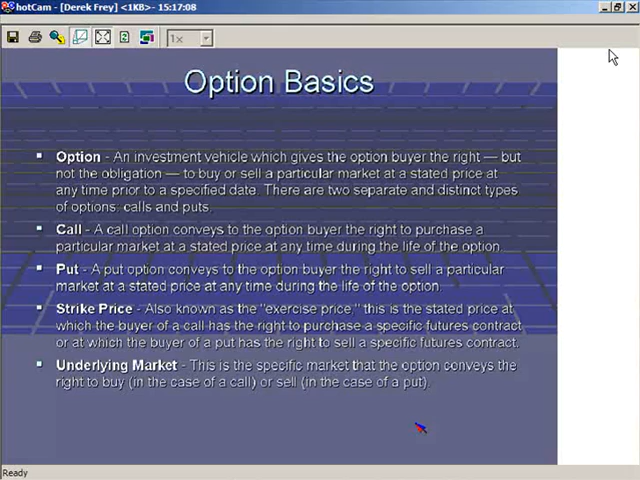 hotCam - [Derek Frey] <1KB> - 15:17:08
1x
Option Basics
Option - An investment vehicle which gives the option buyer the right — but
not the obligation — to buy or sell a particular market at a stated price at
any time prior to a specified date. There are two separate and distinct types
of options: calls and puts.
Call - A call option conveys to the option buyer the right to purchase a
particular market at a stated price at any time during the life of the option.
Put - A put option conveys to the option buyer the right to sell a particular
market at a stated price at any time during the life of the option.
Strike Price - Also known as the "exercise price," this is the stated price at
which the buyer of a call has the right to purchase a specific futures contract
or at which the buyer of a put has the right to sell a specific futures contract.
Underlying Market - This is the specific market that the option conveys the
right to buy (in the case of a call) or sell (in the case of a put).
Ready